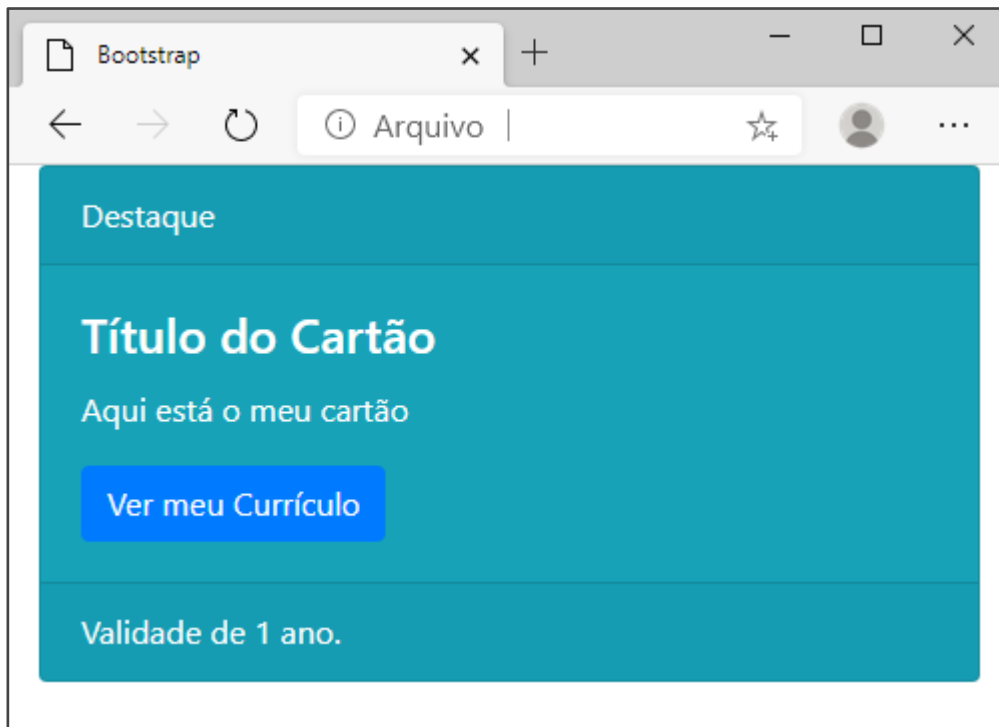 Bootstrap
Arquivo
Destaque
Título do Cartão
Aqui está o meu cartão
Ver meu Currículo
Validade de 1 ano.